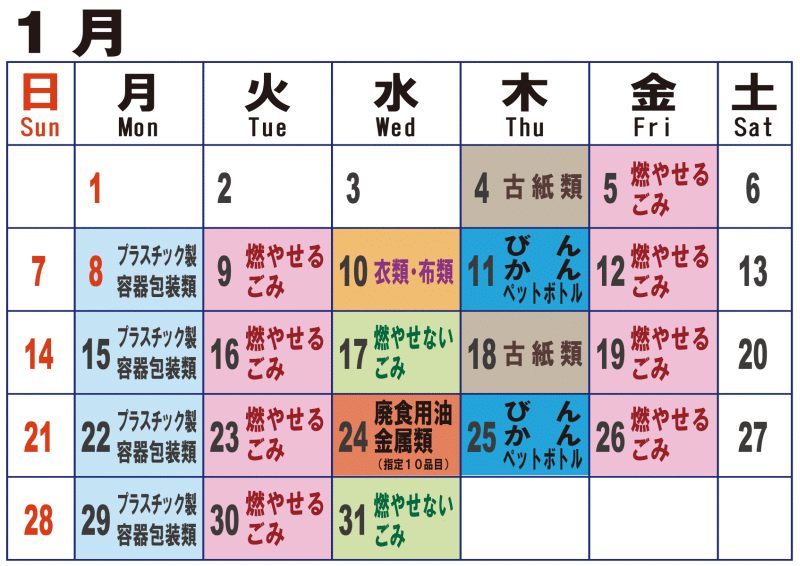 1月
日 月 火 水 木 金 土
Sun Mon Tue Wed Thu Fri Sat
1
2
3
4 古紙類
5 燃やせる
ごみ
6
7
8 プラスチック製
容器包装類
9 燃やせる
ごみ
10 衣類・布類
11 びん
かん
ペットボトル
12 燃やせる
ごみ
13
14
15 プラスチック製
容器包装類
16 燃やせる
ごみ
17 燃やせない
ごみ
18 古紙類
19 燃やせる
ごみ
20
21
22 プラスチック製
容器包装類
23 燃やせる
ごみ
24 廃食用油
金属類
(指定10品目)
25 びん
かん
ペットボトル
26 燃やせる
ごみ
27
28
29 プラスチック製
容器包装類
30 燃やせる
ごみ
31 燃やせない
ごみ